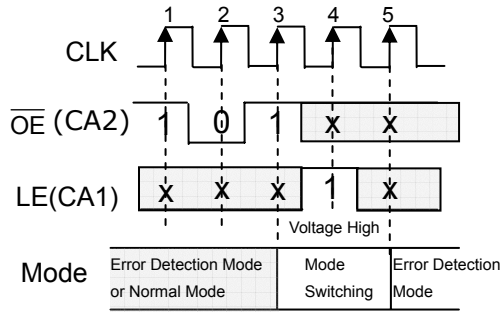 1 2 3 4 5
CLK
OE (CA2) 1 0 1 x x
LE(CA1) x x x 1 x
Voltage High
Mode
Error Detection Mode
or Normal Mode
Mode
Switching
Error Detection
Mode